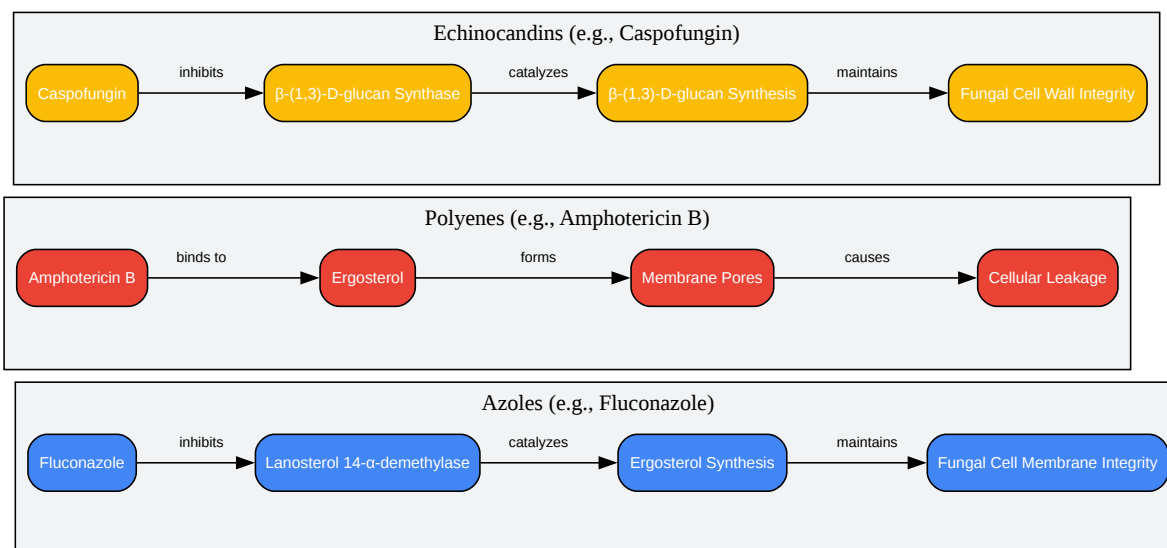 Echinocandins (e.g., Caspofungin)
inhibits
catalyzes
maintains
Caspofungin
β-(1,3)-D-glucan Synthase
β-(1,3)-D-glucan Synthesis
Fungal Cell Wall Integrity
Polyenes (e.g., Amphotericin B)
binds to
forms
causes
Amphotericin B
Ergosterol
Membrane Pores
Cellular Leakage
Azoles (e.g., Fluconazole)
inhibits
catalyzes
maintains
Fluconazole
Lanosterol 14-α-demethylase
Ergosterol Synthesis
Fungal Cell Membrane Integrity